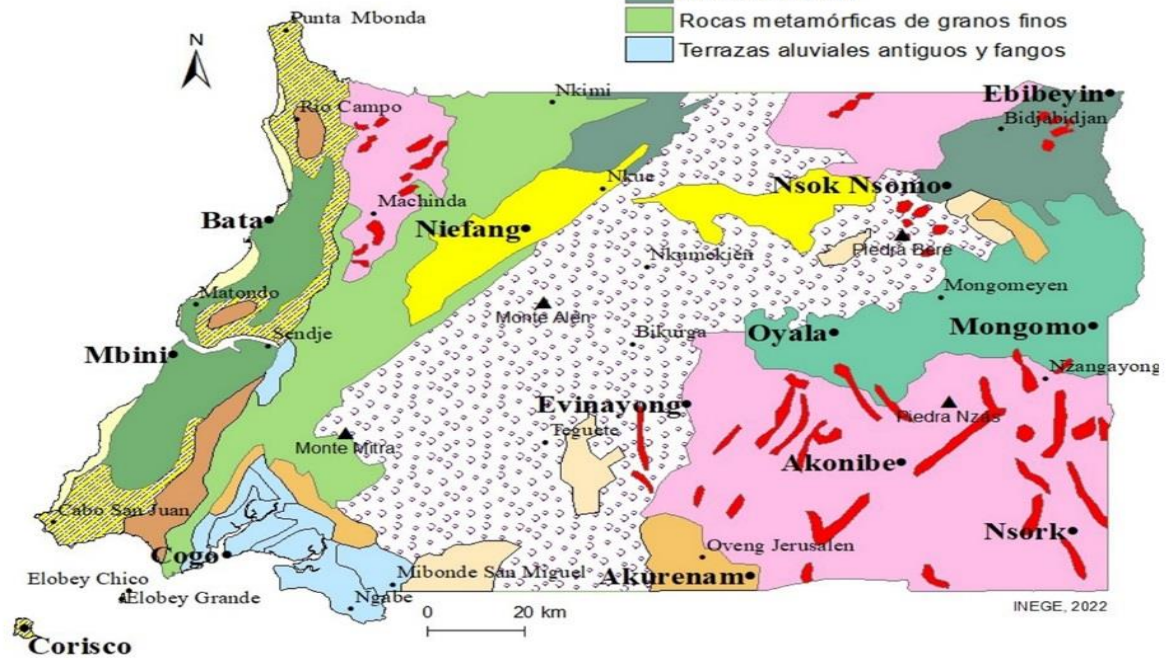 Rocas metamórficas de granos finos
Terrazas aluviales antiguos y fangos
N
Punta Mbonda
Rio Campo
Nkimi
Ebibeyin
Bidjabidjan
Machinda
Nkue
Nsok Nsomo
Bata
Niefang
Piedra Bere
Nkumekien
Matondo
Monte Alen
Mongomeyen
Sendje
Bikurga
Oyala
Mongomo
Mbini
Nzangayong
Evinayong
Piedra Nzas
Teguete
Monte Mitra
Akonibe
Cabo San Juan
Nsork
Cogo
Oveng Jerusalen
Elobey Chico
Mibonde San Miguel
Akurenam
Elobey Grande
Ngabe
0 20 km
INEGE, 2022
Corisco